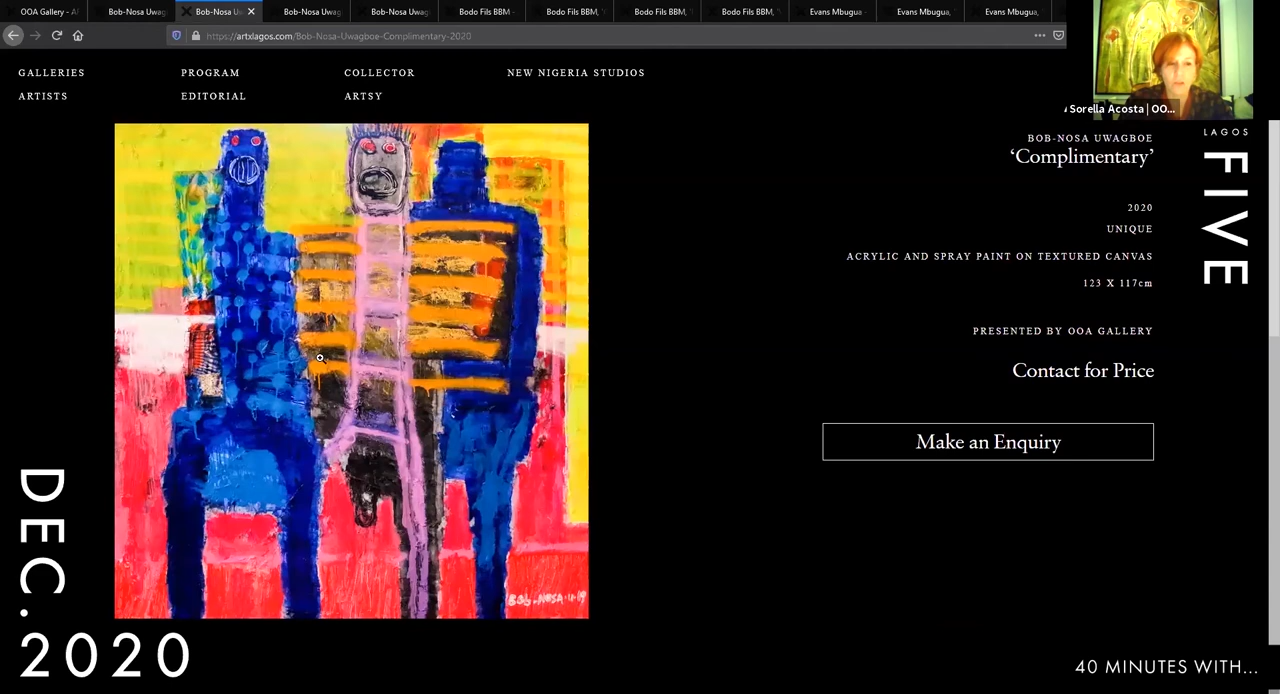 OOA Gallery - A
Bob-Nosa Uwag
Bob-Nosa U
Bob-Nosa Uwag
Bob-Nosa Uwag
Bodo Fils BBM -
Bodo Fils BBM, '
Bodo Fils BBM, '
Bodo Fils BBM, '
Evans Mbugua -
Evans Mbugua, '
Evans Mbugua, '
https://artxlagos.com/Bob-Nosa-Uwagboe-Complimentary-2020
GALLERIES
PROGRAM
COLLECTOR
NEW NIGERIA STUDIOS
ARTISTS
EDITORIAL
ARTSY
Sorella Acosta | OO...
LAGOS
FIVE
BOB-NOSA UWAGBOE
‘Complimentary’
2020
UNIQUE
ACRYLIC AND SPRAY PAINT ON TEXTURED CANVAS
123 X 117cm
PRESENTED BY OOA GALLERY
Contact for Price
Make an Enquiry
Bob-NOSA-11-19
DEC.
2020
40 MINUTES WITH...